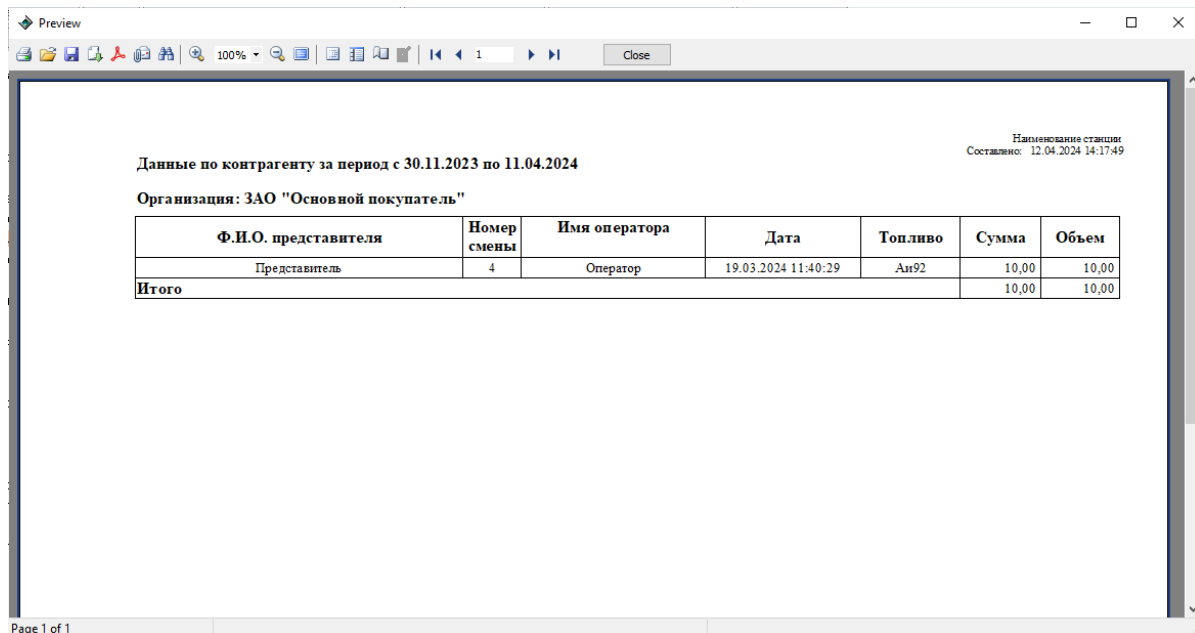 Preview
100%
1
Close
Наименование станции
Составлено: 12.04.2024 14:17:49
Данные по контрагенту за период с 30.11.2023 по 11.04.2024
Организация: ЗАО "Основной покупатель"
Ф.И.О. представителя Номер смены Имя оператора Дата Топливо Сумма Объем
Представитель 4 Оператор 19.03.2024 11:40:29 Аи92 10,00 10,00
Итого 10,00 10,00
Page 1 of 1